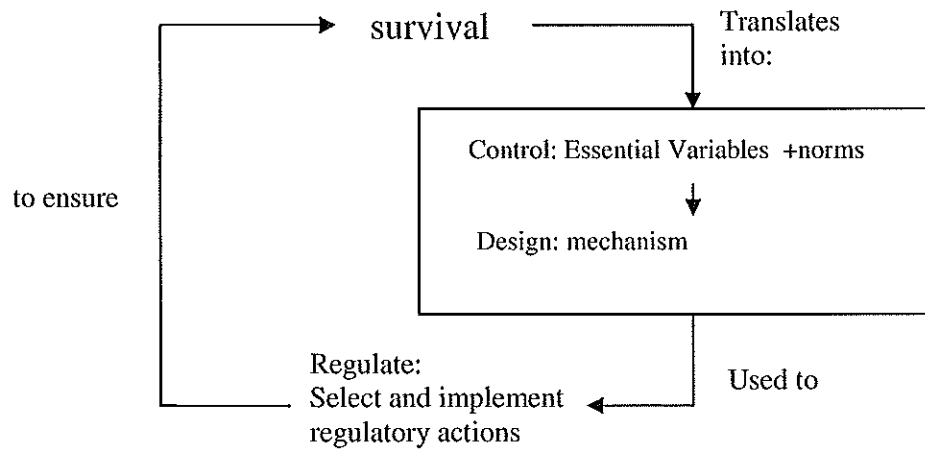 survival
Translates
into:
Control: Essential Variables +norms
Design: mechanism
to ensure
Used to
Regulate:
Select and implement
regulatory actions